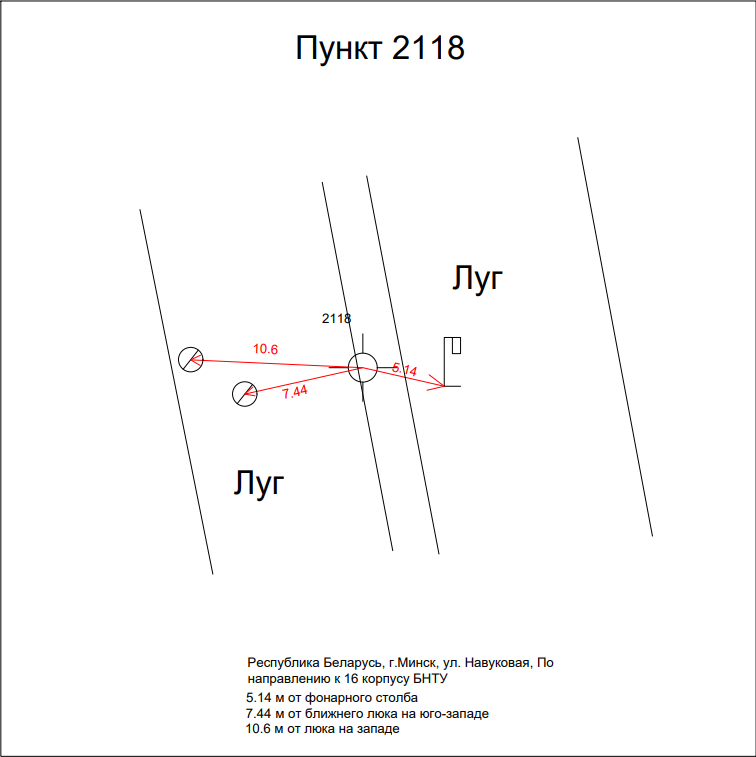 Пункт 2118
Луг
2118
10.6
5.14
7.44
Луг
Республика Беларусь, г.Минск, ул. Навуковая, По
направлению к 16 корпусу БНТУ
5.14 м от фонарного столба
7.44 м от ближнего люка на юго-западе
10.6 м от люка на западе